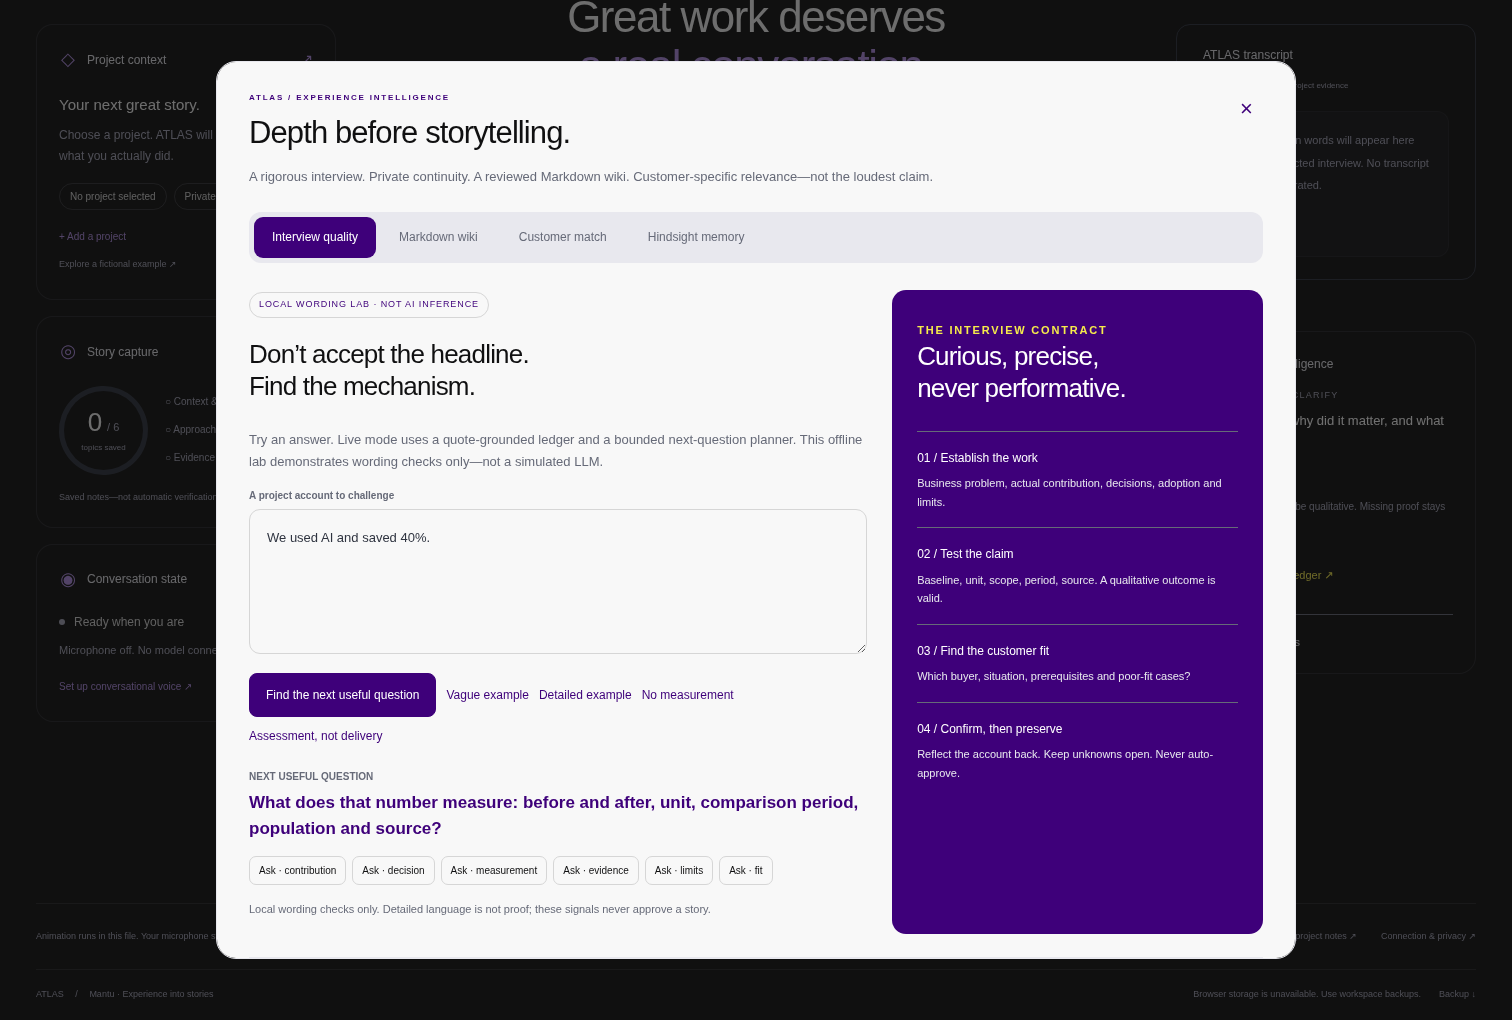 Great work deserves
a real conversation
Project context ↗
Your next great story.
Choose a project. ATLAS will
what you actually did.
No project selected
Private
+ Add a project
Explore a fictional example ↗
Story capture
0 / 6
topics saved
○ Context &
○ Approach
○ Evidence
Saved notes—not automatic verification
Conversation state
Ready when you are
Microphone off. No model conne
Set up conversational voice ↗
ATLAS / EXPERIENCE INTELLIGENCE
×
Depth before storytelling.
A rigorous interview. Private continuity. A reviewed Markdown wiki. Customer-specific relevance—not the loudest claim.
Interview quality
Markdown wiki
Customer match
Hindsight memory
LOCAL WORDING LAB · NOT AI INFERENCE
Don’t accept the headline.
Find the mechanism.
Try an answer. Live mode uses a quote-grounded ledger and a bounded next-question planner. This offline
lab demonstrates wording checks only—not a simulated LLM.
A project account to challenge
We used AI and saved 40%.
Find the next useful question
Vague example
Detailed example
No measurement
Assessment, not delivery
NEXT USEFUL QUESTION
What does that number measure: before and after, unit, comparison period,
population and source?
Ask · contribution
Ask · decision
Ask · measurement
Ask · evidence
Ask · limits
Ask · fit
Local wording checks only. Detailed language is not proof; these signals never approve a story.
THE INTERVIEW CONTRACT
Curious, precise,
never performative.
01 / Establish the work
Business problem, actual contribution, decisions, adoption and
limits.
02 / Test the claim
Baseline, unit, scope, period, source. A qualitative outcome is
valid.
03 / Find the customer fit
Which buyer, situation, prerequisites and poor-fit cases?
04 / Confirm, then preserve
Reflect the account back. Keep unknowns open. Never auto-
approve.
ATLAS transcript
evidence
words will appear here
interview. No transcript
CLARIFY
why did it matter, and what
be qualitative. Missing proof stays
↗
Animation runs in this file. Your microphone
project notes ↗
Connection & privacy ↗
ATLAS / Mantu · Experience into stories
Browser storage is unavailable. Use workspace backups.
Backup ↓